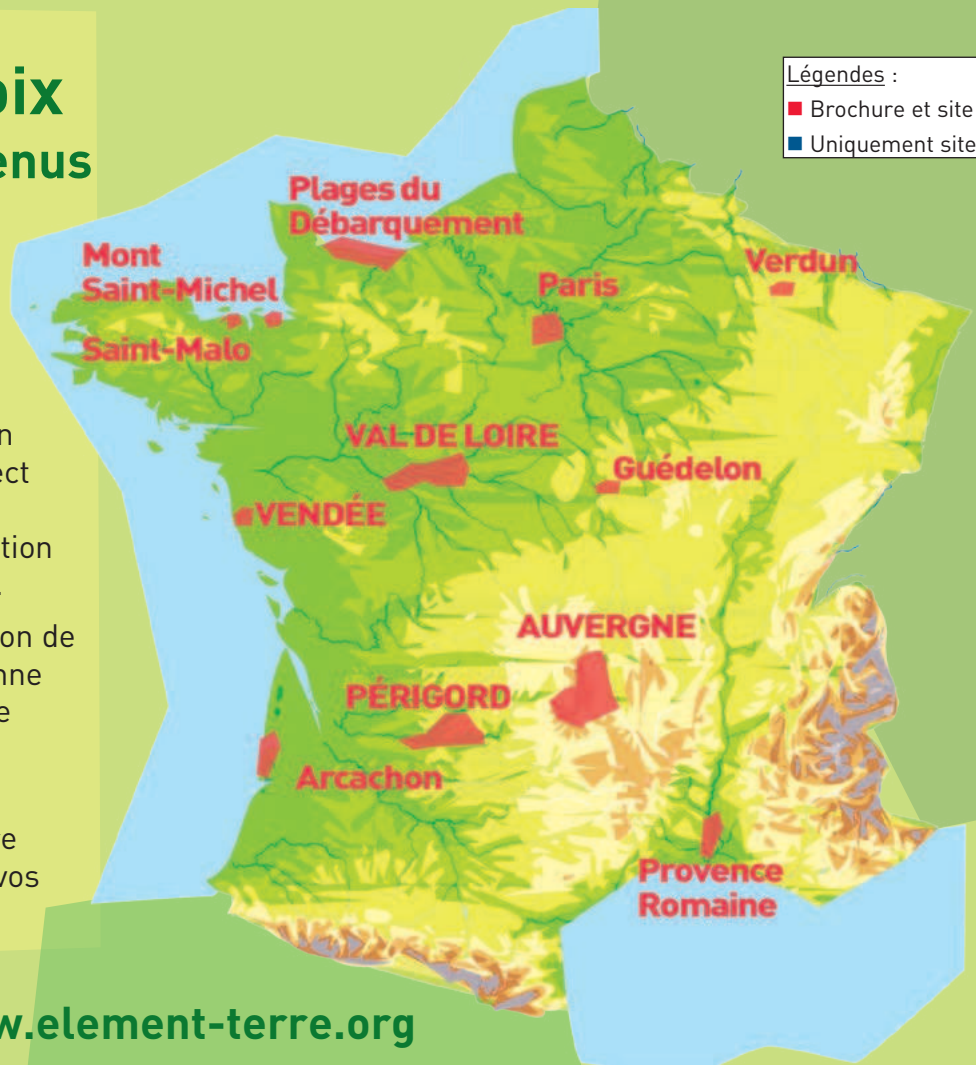 oix
enus
n
ect
tion
on de
nne
e
re
vos
w.element-terre.org
Légendes :
Brochure et site
Uniquement site
Plages du
Débarquement
Mont
Saint-Michel
Saint-Malo
Paris
Verdun
VAL DE LOIRE
Guédelon
VENDÉE
AUVERGNE
PÉRIGORD
Arcachon
Provence
Romaine